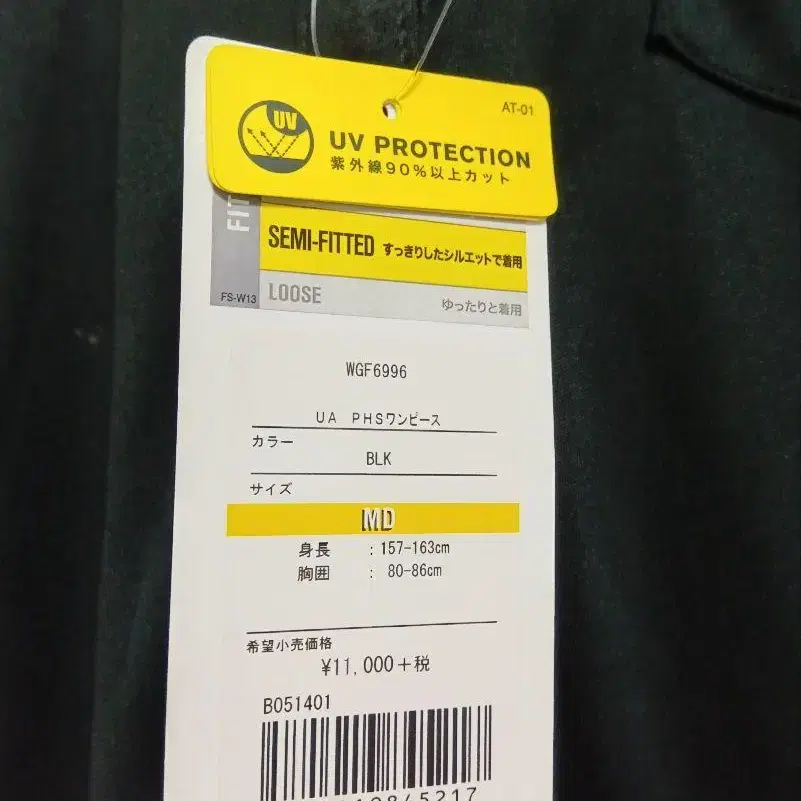 AT-01
UV
UV PROTECTION
紫外線90%以上カット
FIT
SEMI-FITTED すっきりしたシルエットで着用
FS-W13
LOOSE ゆったりと着用
WGF6996
UA PHSワンピース
カラー
BLK
サイズ
MD
身長 : 157-163cm
胸囲 : 80-86cm
希望小売価格
¥11,000+税
B051401